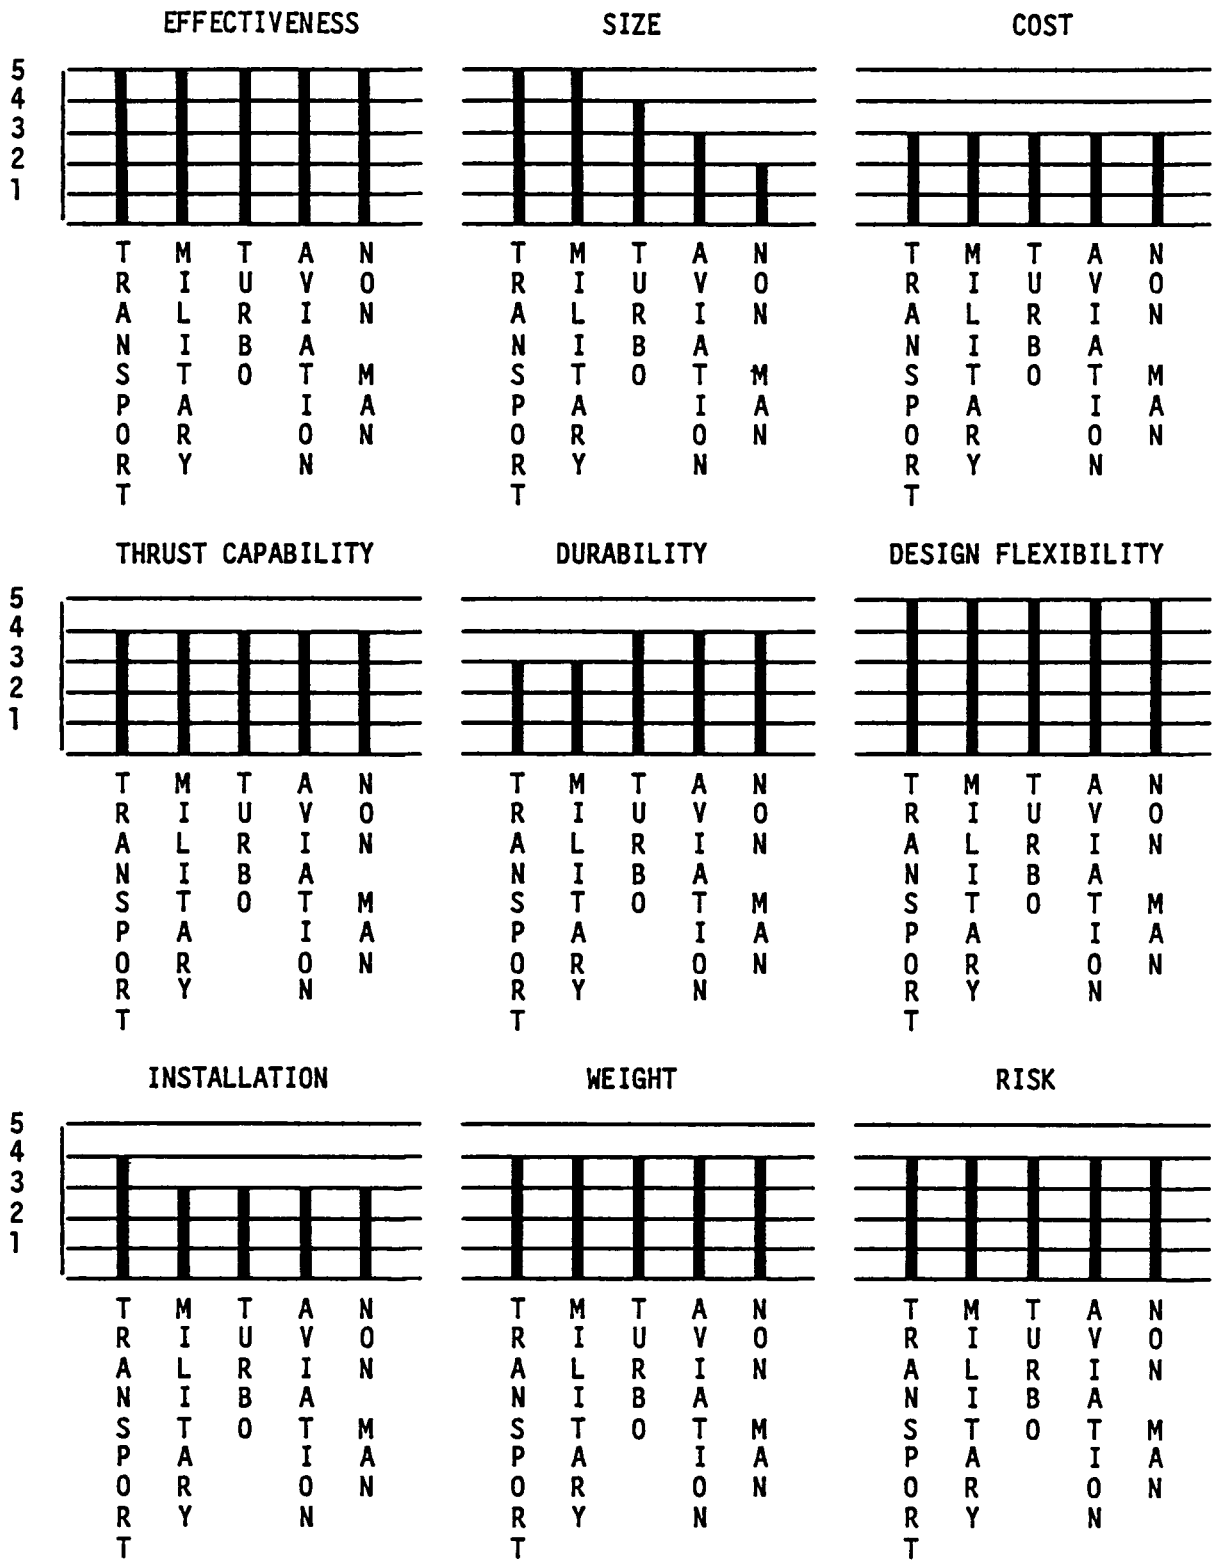 EFFECTIVENESS
5
4
3
2
1
TRANSPORT
MILITARY
TURBO
AVIATION
NON MAN
SIZE
TRANSPORT
MILITARY
TURBO
AVIATION
NON MAN
COST
TRANSPORT
MILITARY
TURBO
AVIATION
NON MAN
THRUST CAPABILITY
5
4
3
2
1
TRANSPORT
MILITARY
TURBO
AVIATION
NON MAN
DURABILITY
TRANSPORT
MILITARY
TURBO
AVIATION
NON MAN
DESIGN FLEXIBILITY
TRANSPORT
MILITARY
TURBO
AVIATION
NON MAN
INSTALLATION
5
4
3
2
1
TRANSPORT
MILITARY
TURBO
AVIATION
NON MAN
WEIGHT
TRANSPORT
MILITARY
TURBO
AVIATION
NON MAN
RISK
TRANSPORT
MILITARY
TURBO
AVIATION
NON MAN